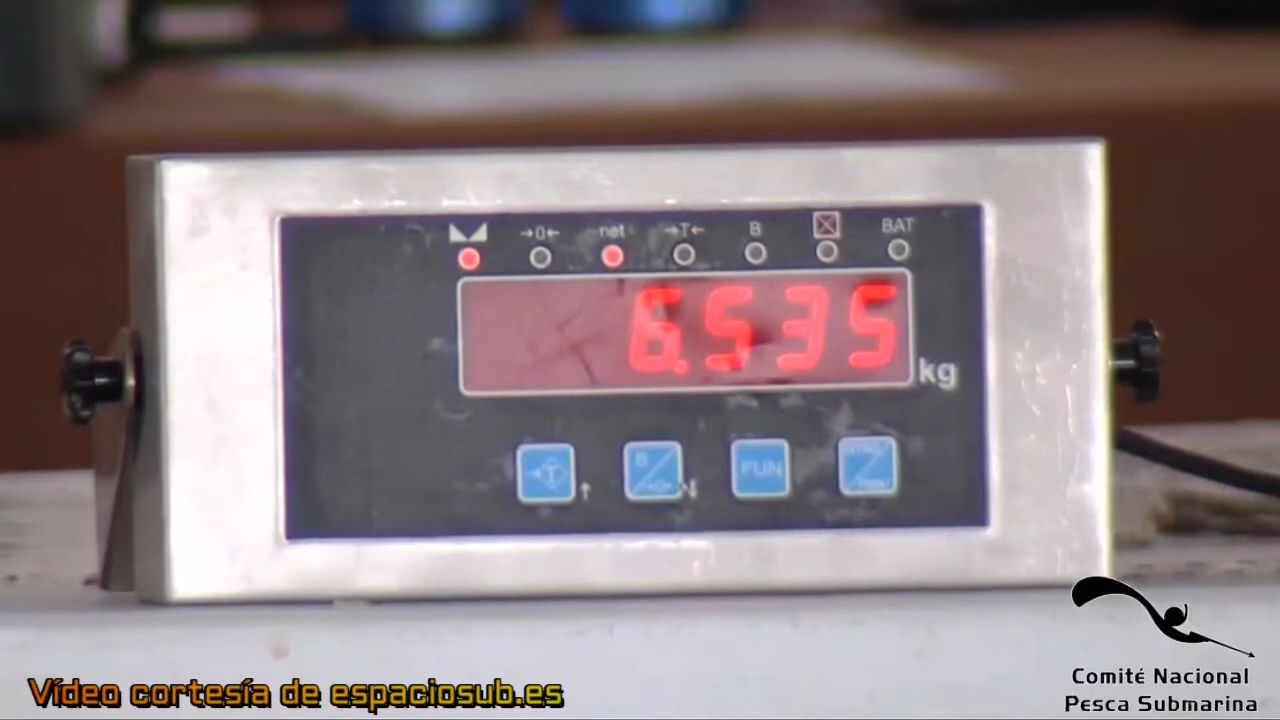 →0← net →T← B BAT
6.535
kg
→T← B FUN
Vídeo cortesía de espaciosub.es
Comité Nacional
Pesca Submarina